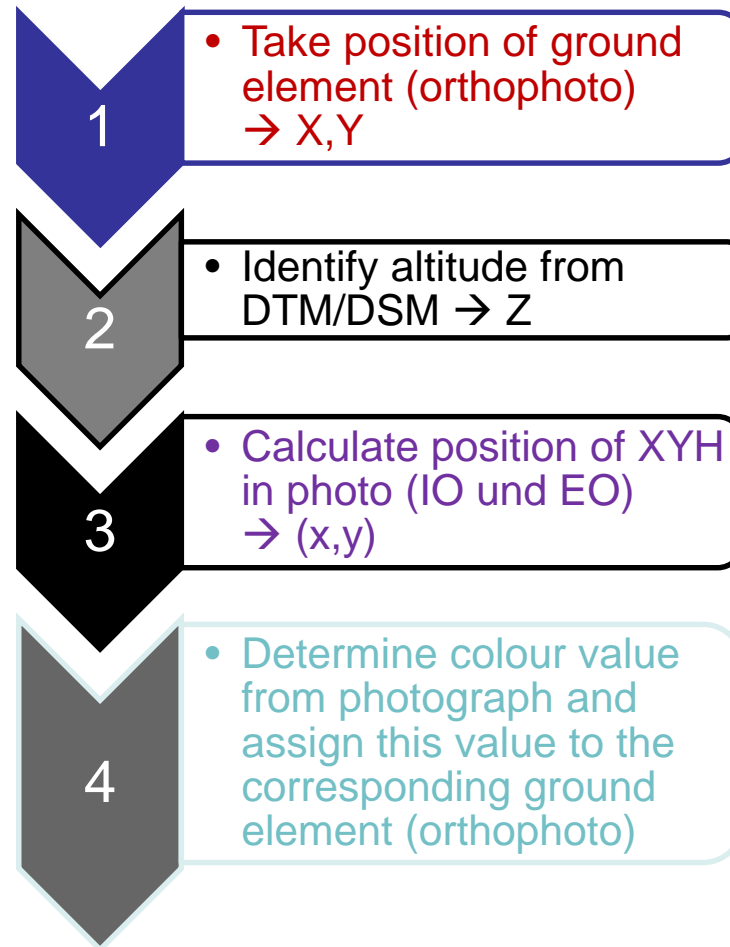 1
• Take position of ground
element (orthophoto)
→ X,Y
2
• Identify altitude from
DTM/DSM → Z
3
• Calculate position of XYH
in photo (IO und EO)
→ (x,y)
4
• Determine colour value
from photograph and
assign this value to the
corresponding ground
element (orthophoto)